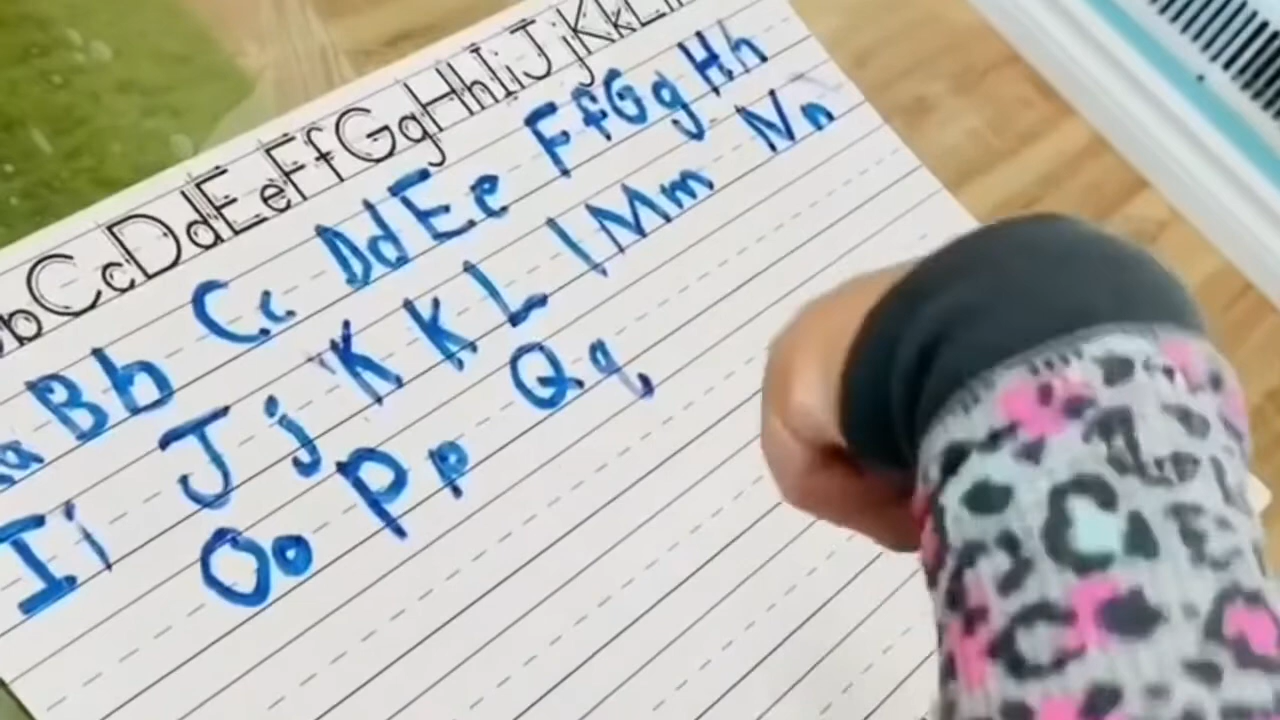 bCcDdEeFfGgHhIiJjKkL
a Bb Cc Dd Ee Ff Gg Hh
Ii Jj Kk Ll Mm Nn
Oo Pp Qq